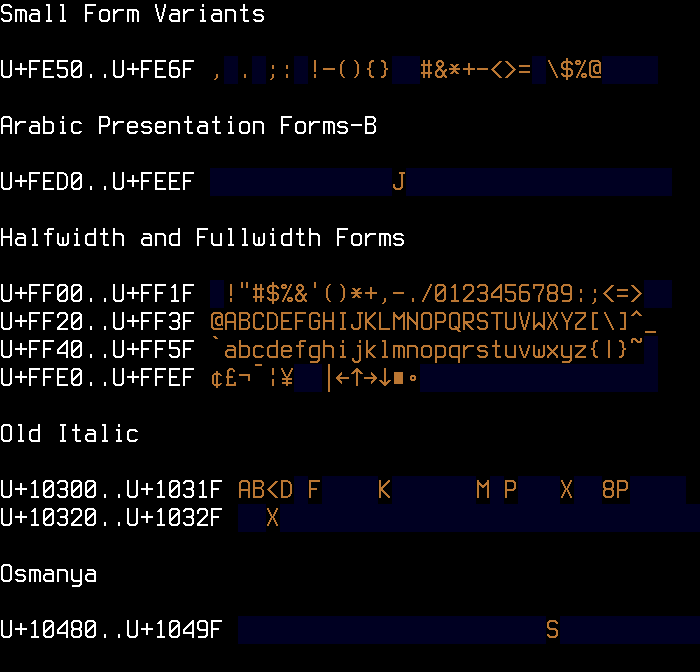 Small Form Variants
U+FE50..U+FE6F , . ;: !-(){} #&*+-<>= \$%@
Arabic Presentation Forms-B
U+FED0..U+FEEF J
Halfwidth and Fullwidth Forms
U+FF00..U+FF1F !"#$%&'()*+,-./0123456789:;<=>
U+FF20..U+FF3F @ABCDEFGHIJKLMNOPQRSTUVWXYZ[\]^_
U+FF40..U+FF5F `abcdefghijklmnopqrstuvwxyz{|}~
U+FFE0..U+FFEF ¢£¬¯¦¥ │←↑→↓■∘
Old Italic
U+10300..U+1031F AB<D F K M P X 8P
U+10320..U+1032F X
Osmanya
U+10480..U+1049F S